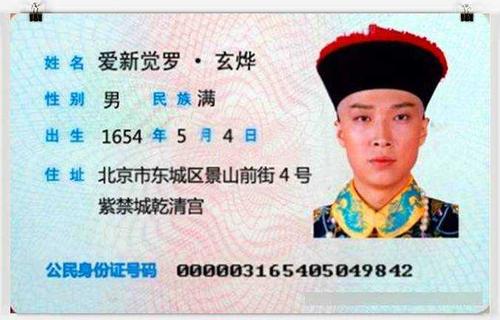 姓 名 爱新觉罗·玄烨
性 别 男 民 族 满
出 生 1654 年 5 月 4 日
住 址 北京市东城区景山前街4号
紫禁城乾清宫
公民身份证号码 000003165405049842